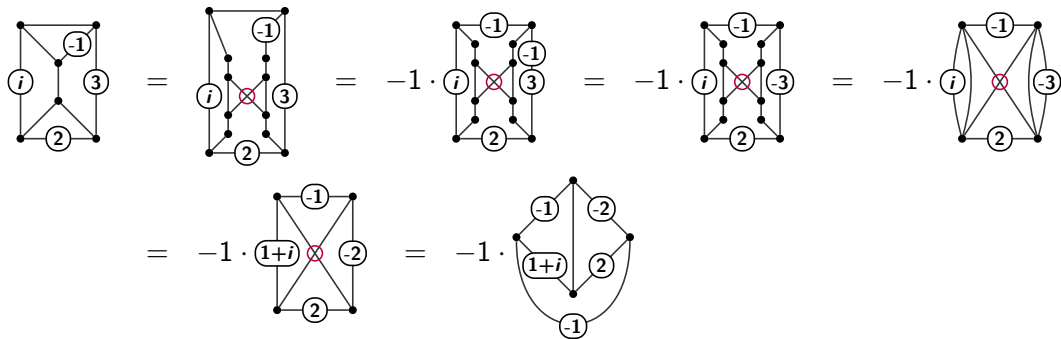 i -1 3 2 = i -1 3 2 = −1 · -1 i -1 3 2 = −1 · -1 i -3 2 = −1 · -1 i -3 2
= −1 · -1 1+i -2 2 = −1 · -1 -2 1+i 2 -1